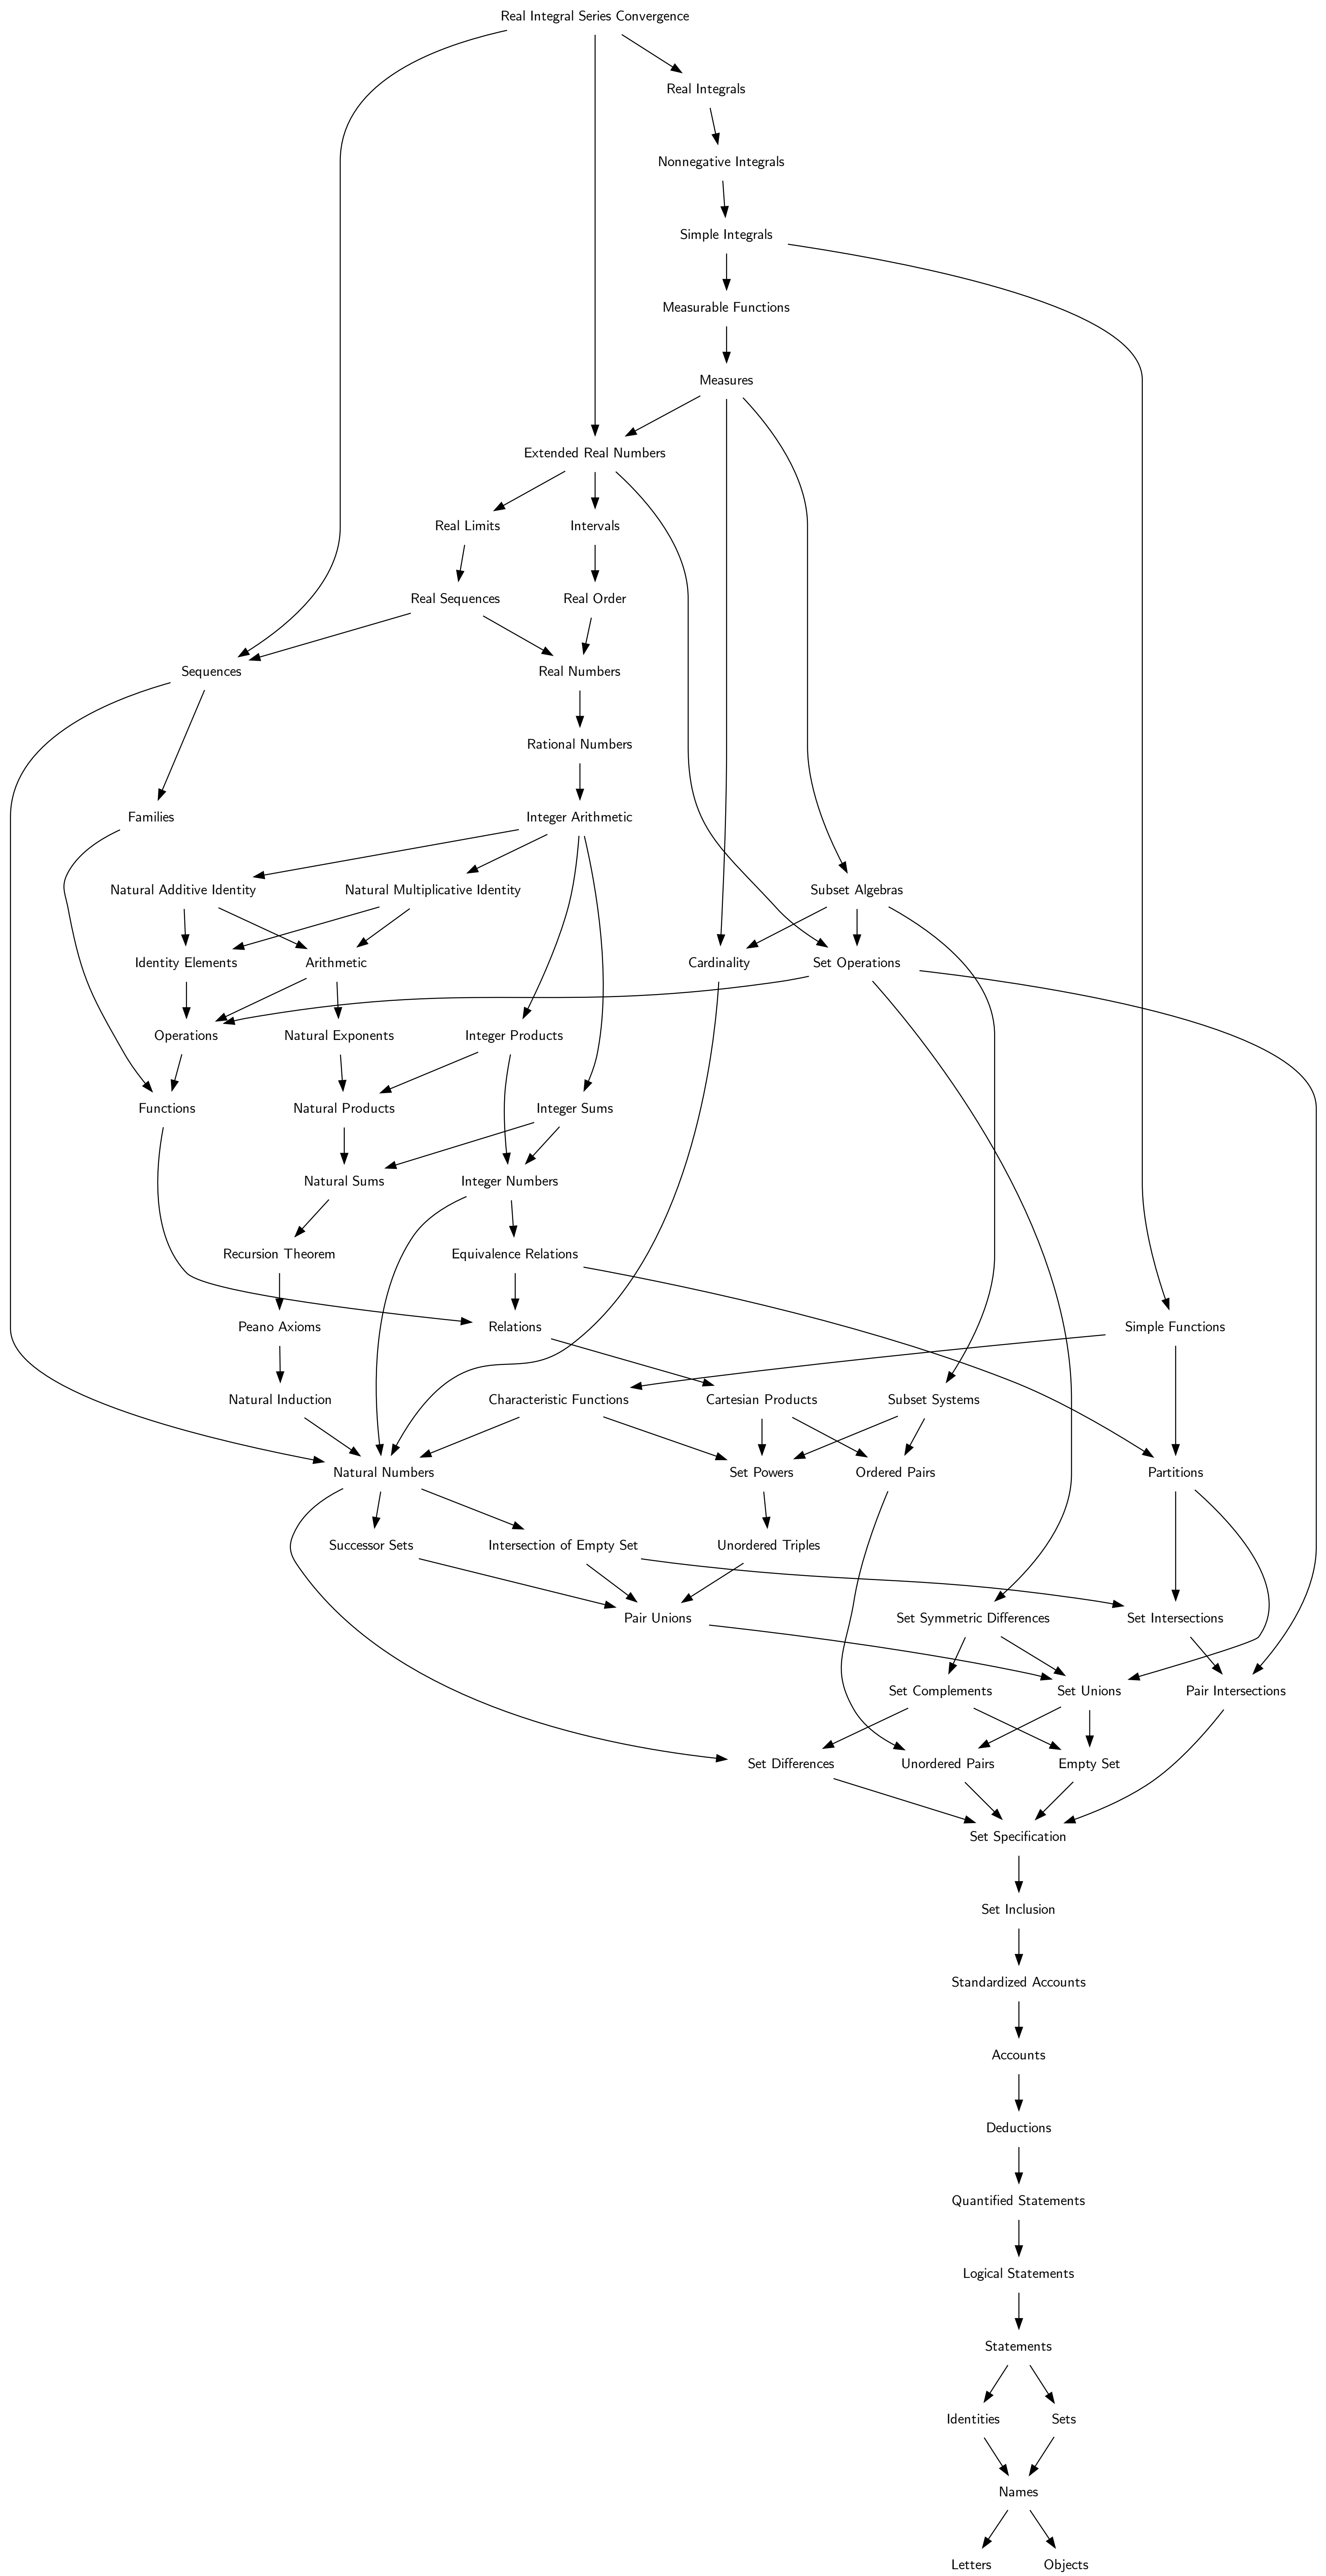 Real Integral Series Convergence
Real Integrals
Nonnegative Integrals
Simple Integrals
Measurable Functions
Measures
Extended Real Numbers
Real Limits
Intervals
Real Sequences
Real Order
Sequences
Real Numbers
Rational Numbers
Families
Integer Arithmetic
Natural Additive Identity
Natural Multiplicative Identity
Subset Algebras
Identity Elements
Arithmetic
Cardinality
Set Operations
Operations
Natural Exponents
Integer Products
Functions
Natural Products
Integer Sums
Natural Sums
Integer Numbers
Recursion Theorem
Equivalence Relations
Peano Axioms
Relations
Simple Functions
Natural Induction
Characteristic Functions
Cartesian Products
Subset Systems
Natural Numbers
Set Powers
Ordered Pairs
Partitions
Successor Sets
Intersection of Empty Set
Unordered Triples
Pair Unions
Set Symmetric Differences
Set Intersections
Set Complements
Set Unions
Pair Intersections
Set Differences
Unordered Pairs
Empty Set
Set Specification
Set Inclusion
Standardized Accounts
Accounts
Deductions
Quantified Statements
Logical Statements
Statements
Identities
Sets
Names
Letters
Objects